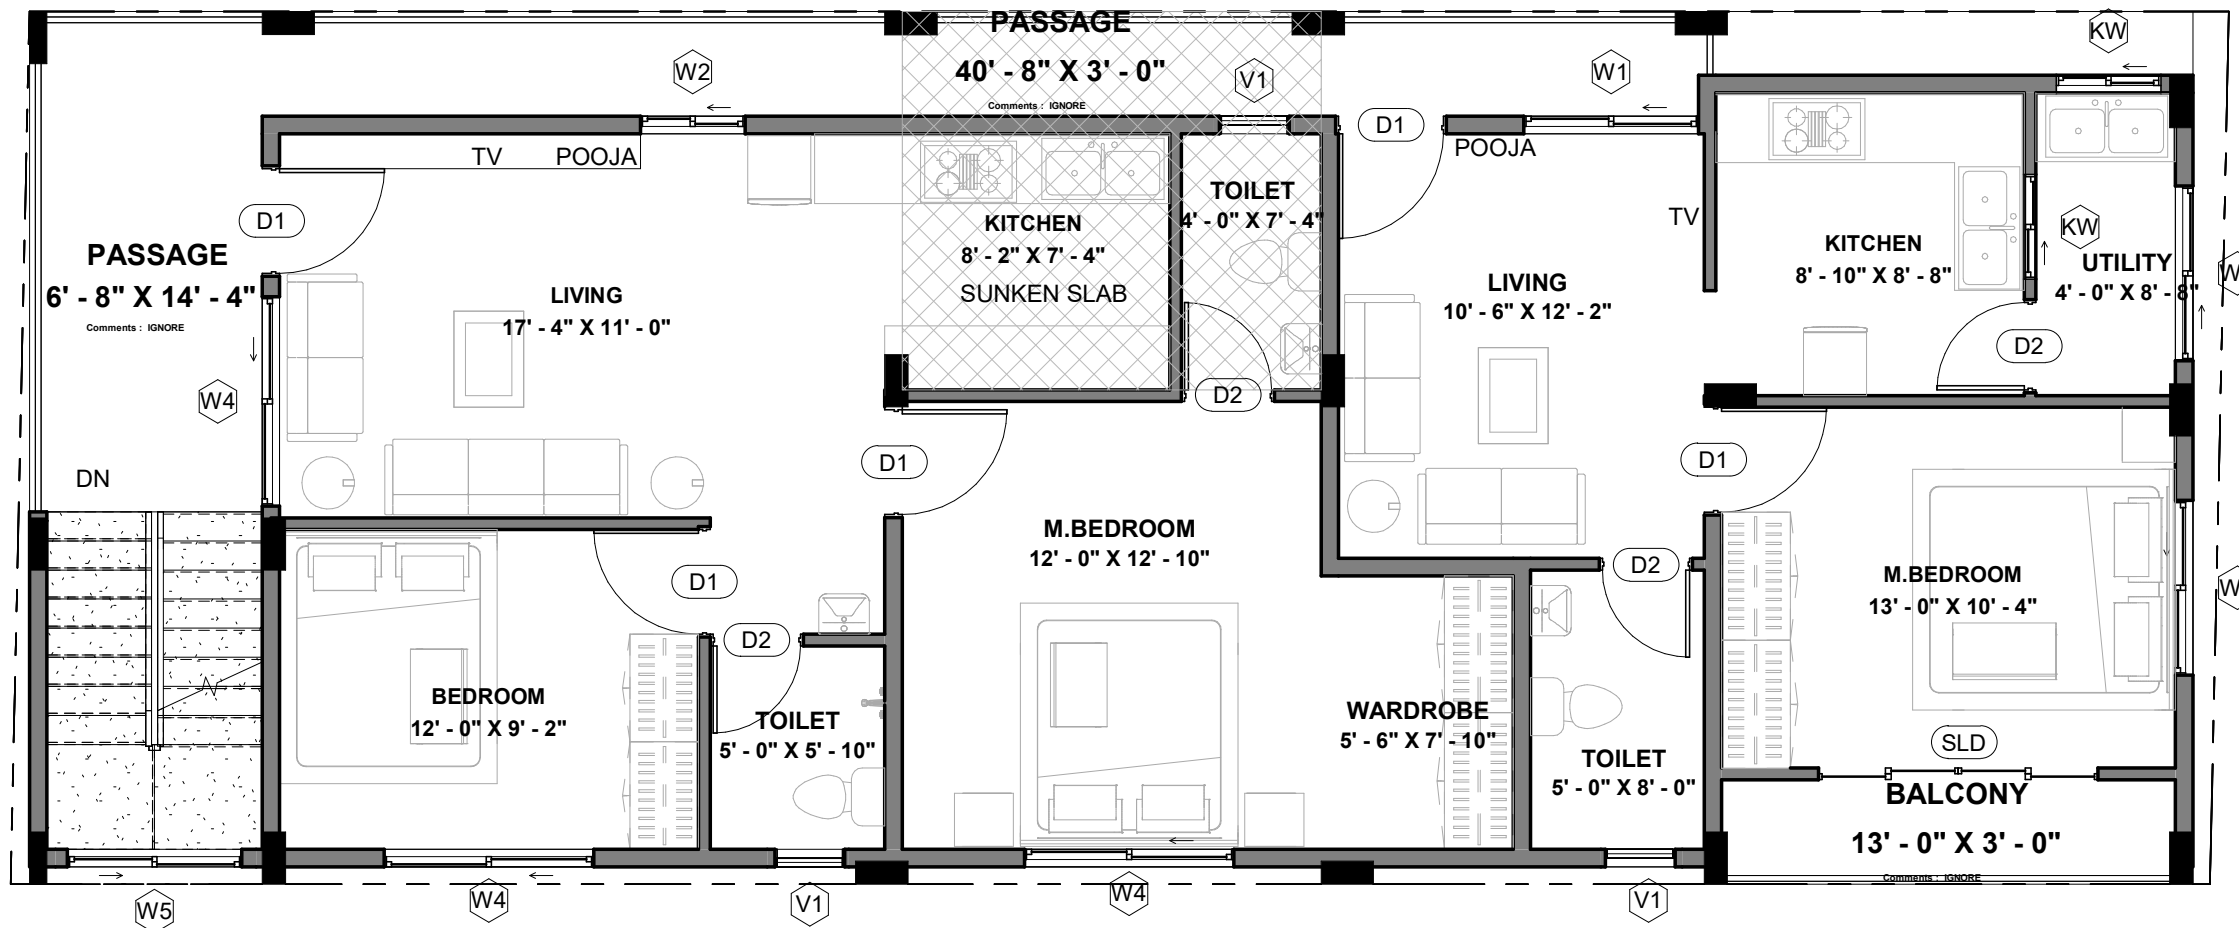 PASSAGE
40' - 8" X 3' - 0"
Comments : IGNORE
KW
W2
V1
W1
D1
POOJA
TV POOJA
D1
PASSAGE
6' - 8" X 14' - 4"
Comments : IGNORE
TOILET
4' - 0" X 7' - 4"
TV
KITCHEN
8' - 2" X 7' - 4"
SUNKEN SLAB
LIVING
17' - 4" X 11' - 0"
LIVING
10' - 6" X 12' - 2"
KITCHEN
8' - 10" X 8' - 8"
KW
UTILITY
4' - 0" X 8' - 8"
W
D2
W4
D2
D1
D1
DN
M.BEDROOM
12' - 0" X 12' - 10"
D1
D2
M.BEDROOM
13' - 0" X 10' - 4"
W
D2
BEDROOM
12' - 0" X 9' - 2"
TOILET
5' - 0" X 5' - 10"
WARDROBE
5' - 6" X 7' - 10"
TOILET
5' - 0" X 8' - 0"
SLD
BALCONY
13' - 0" X 3' - 0"
Comments : IGNORE
W5
W4
V1
W4
V1